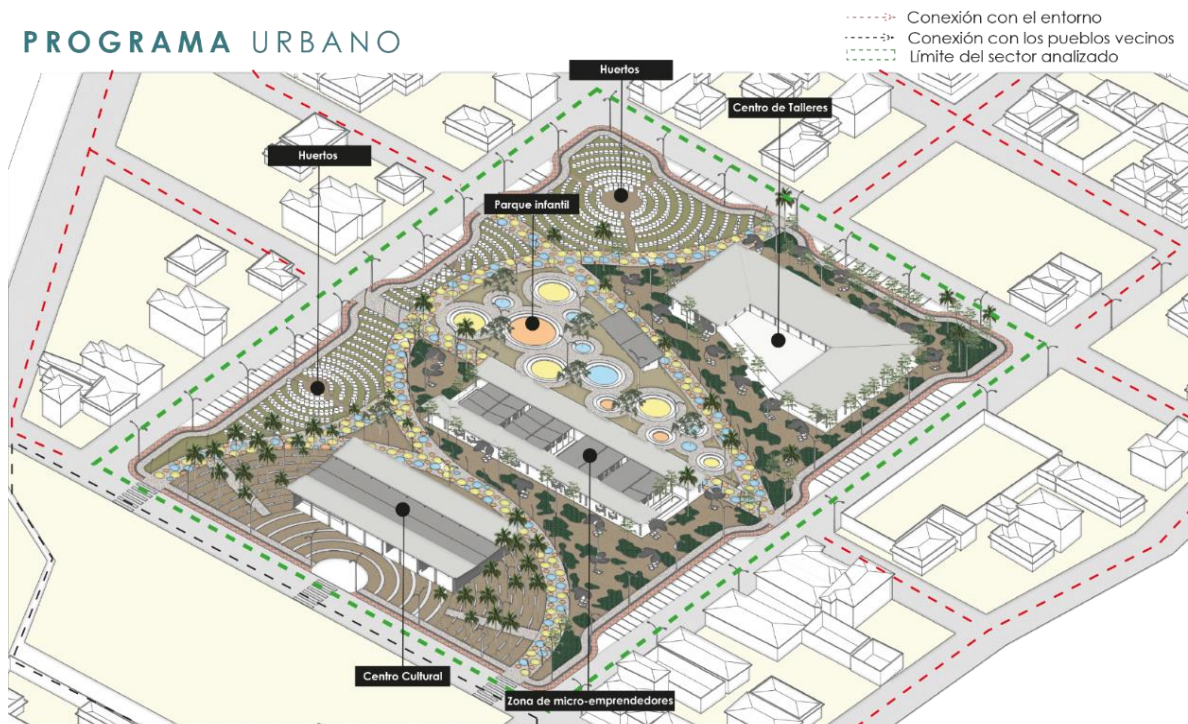 PROGRAMA URBANO
Conexión con el entorno
Conexión con los pueblos vecinos
Límite del sector analizado
Huertos
Centro de Talleres
Huertos
Parque infantil
Centro Cultural
Zona de micro-emprendedores